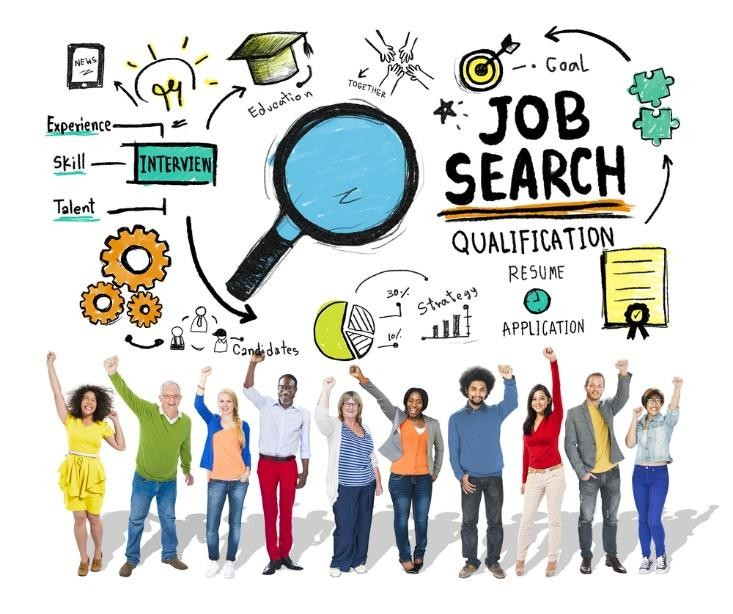 NEWS
Education
TOGETHER
GOAL
JOB
SEARCH
QUALIFICATION
RESUME
APPLICATION
Experience
Skill
Talent
INTERVIEW
Candidates
30%
10%
Strategy